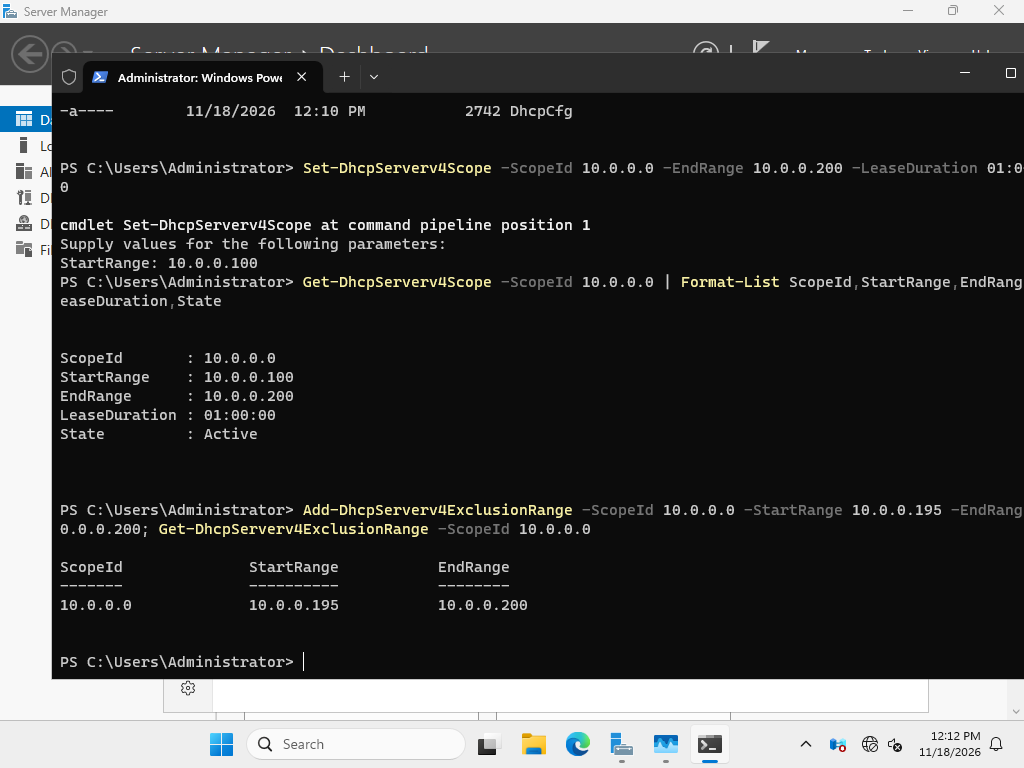 Server Manager
Administrator: Windows Powe
-a---- 11/18/2026 12:10 PM 2742 DhcpCfg
PS C:\Users\Administrator> Set-DhcpServerv4Scope -ScopeId 10.0.0.0 -EndRange 10.0.0.200 -LeaseDuration 01:0
0
cmdlet Set-DhcpServerv4Scope at command pipeline position 1
Supply values for the following parameters:
StartRange: 10.0.0.100
PS C:\Users\Administrator> Get-DhcpServerv4Scope -ScopeId 10.0.0.0 | Format-List ScopeId,StartRange,EndRang
easeDuration,State
ScopeId : 10.0.0.0
StartRange : 10.0.0.100
EndRange : 10.0.0.200
LeaseDuration : 01:00:00
State : Active
PS C:\Users\Administrator> Add-DhcpServerv4ExclusionRange -ScopeId 10.0.0.0 -StartRange 10.0.0.195 -EndRang
0.0.0.200; Get-DhcpServerv4ExclusionRange -ScopeId 10.0.0.0
ScopeId StartRange EndRange
------- ---------- --------
10.0.0.0 10.0.0.195 10.0.0.200
PS C:\Users\Administrator>
Search
12:12 PM
11/18/2026